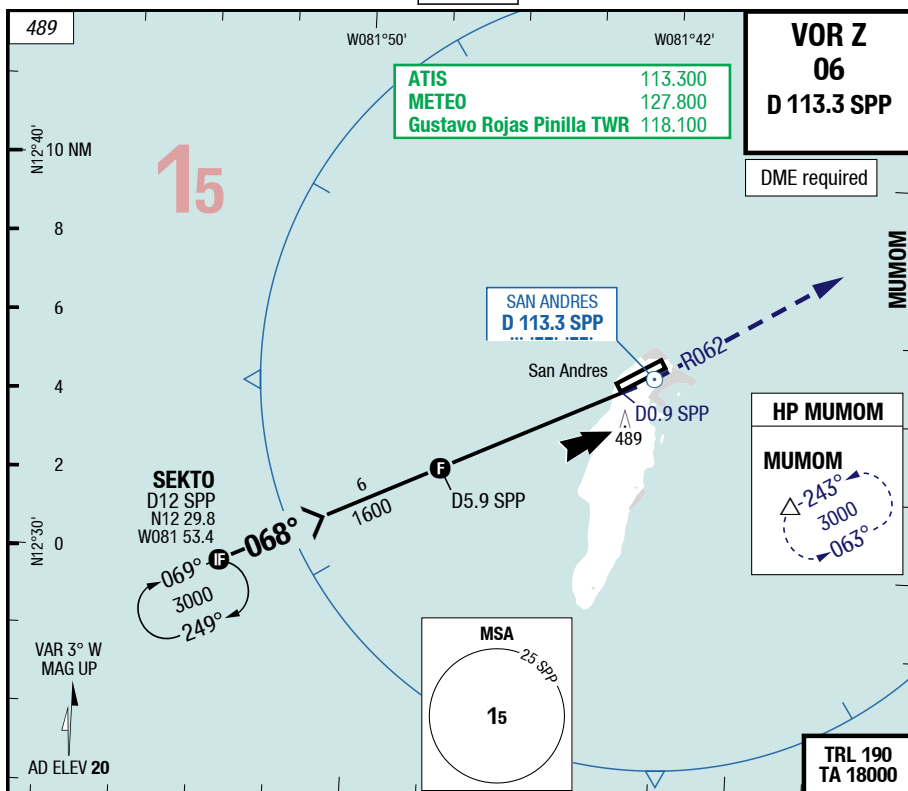 489
W081°50'
W081°42'
VOR Z
06
D 113.3 SPP
ATIS 113.300
METEO 127.800
Gustavo Rojas Pinilla TWR 118.100
DME required
N12°40'
10 NM
8
6
4
2
0
N12°30'
15
MUMOM
SAN ANDRES
D 113.3 SPP
San Andres
R062
D0.9 SPP
489
HP MUMOM
MUMOM
243°
3000
063°
SEKTO
D12 SPP
N12 29.8
W081 53.4
IF
068°
6
1600
F
D5.9 SPP
069°
3000
249°
VAR 3° W
MAG UP
AD ELEV 20
MSA
25 SPP
15
TRL 190
TA 18000